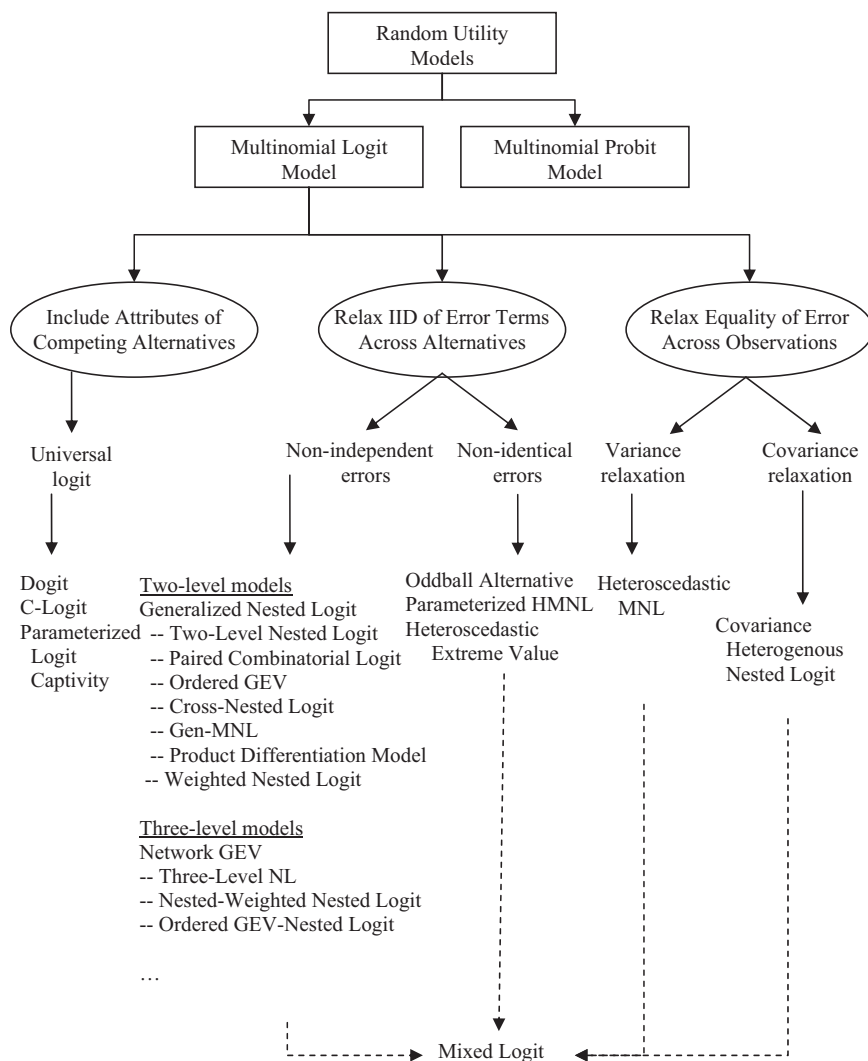 Random Utility
Models
Multinomial Logit
Model
Multinomial Probit
Model
Include Attributes of
Competing Alternatives
Relax IID of Error Terms
Across Alternatives
Relax Equality of Error
Across Observations
Universal
logit
Non-independent
errors
Non-identical
errors
Variance
relaxation
Covariance
relaxation
Dogit
C-Logit
Parameterized
Logit
Captivity
Two-level models
Generalized Nested Logit
-- Two-Level Nested Logit
-- Paired Combinatorial Logit
-- Ordered GEV
-- Cross-Nested Logit
-- Gen-MNL
-- Product Differentiation Model
-- Weighted Nested Logit
Three-level models
Network GEV
-- Three-Level NL
-- Nested-Weighted Nested Logit
-- Ordered GEV-Nested Logit
…
Oddball Alternative
Parameterized HMNL
Heteroscedastic
Extreme Value
Heteroscedastic
MNL
Covariance
Heterogenous
Nested Logit
Mixed Logit